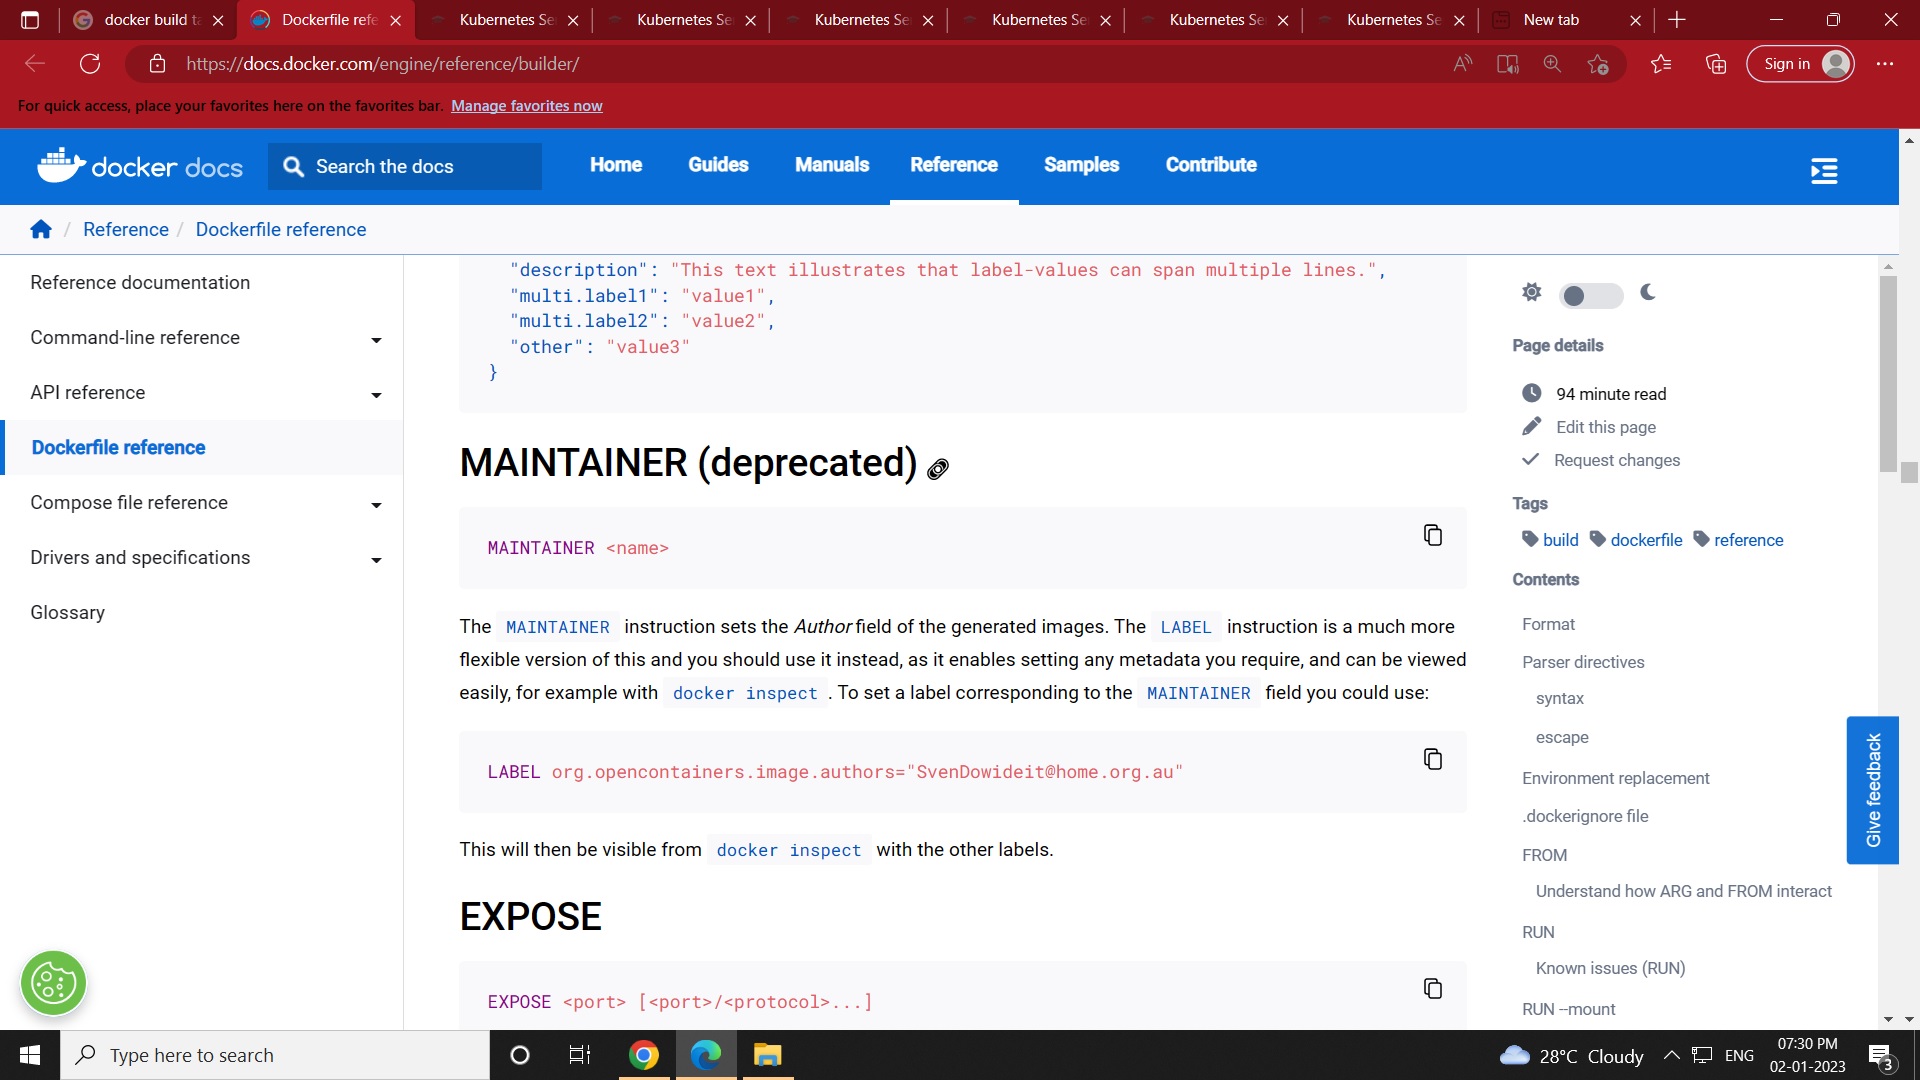 docker build ta
Dockerfile refe
Kubernetes Se
Kubernetes Se
Kubernetes Se
Kubernetes Se
Kubernetes Se
Kubernetes Se
New tab
https://docs.docker.com/engine/reference/builder/
Sign in
For quick access, place your favorites here on the favorites bar. Manage favorites now
docker docs
Search the docs
Home
Guides
Manuals
Reference
Samples
Contribute
/ Reference / Dockerfile reference
Reference documentation
Command-line reference
API reference
Dockerfile reference
Compose file reference
Drivers and specifications
Glossary
"description": "This text illustrates that label-values can span multiple lines.",
"multi.label1": "value1",
"multi.label2": "value2",
"other": "value3"
}
MAINTAINER (deprecated)
MAINTAINER <name>
The MAINTAINER instruction sets the Author field of the generated images. The LABEL instruction is a much more
flexible version of this and you should use it instead, as it enables setting any metadata you require, and can be viewed
easily, for example with docker inspect . To set a label corresponding to the MAINTAINER field you could use:
LABEL org.opencontainers.image.authors="SvenDowideit@home.org.au"
This will then be visible from docker inspect with the other labels.
EXPOSE
EXPOSE <port> [<port>/<protocol>...]
Page details
94 minute read
Edit this page
Request changes
Tags
build dockerfile reference
Contents
Format
Parser directives
syntax
escape
Environment replacement
.dockerignore file
FROM
Understand how ARG and FROM interact
RUN
Known issues (RUN)
RUN --mount
Give feedback
Type here to search
28°C Cloudy
ENG
07:30 PM
02-01-2023
3